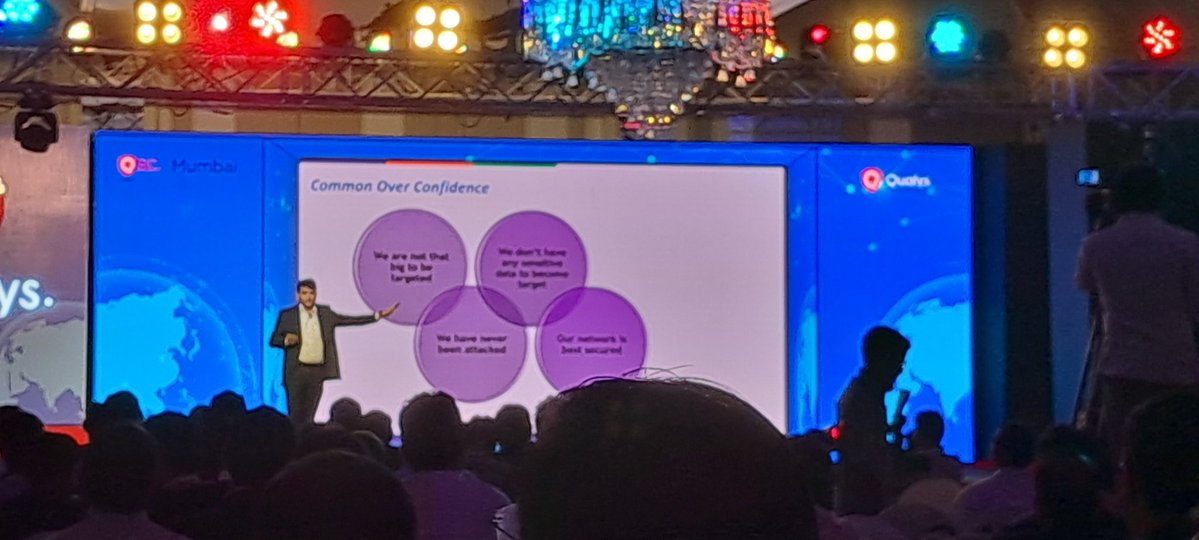 Mumbai
Qualys
ys.
Common Over Confidence
We are not that
big to be
targeted
We don't have
any sensitive
data to become
target
We have never
been attacked
Our network is
best secured